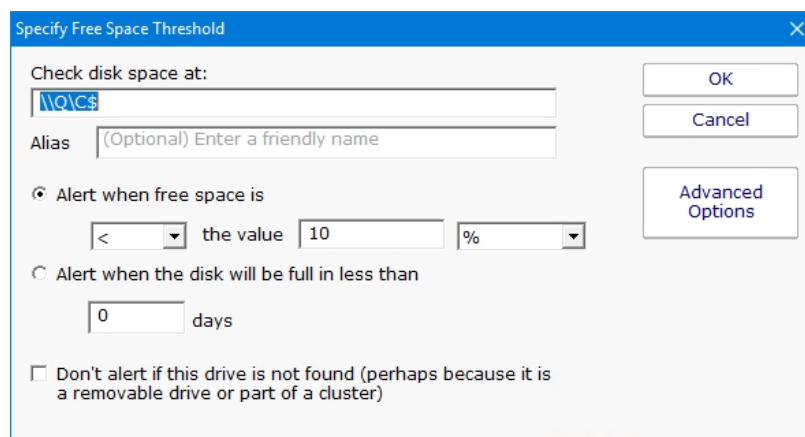 Specify Free Space Threshold
Check disk space at:
\\Q\C$
OK
Alias (Optional) Enter a friendly name
Cancel
Alert when free space is
Advanced
Options
< the value 10 %
Alert when the disk will be full in less than
0 days
Don't alert if this drive is not found (perhaps because it is
a removable drive or part of a cluster)